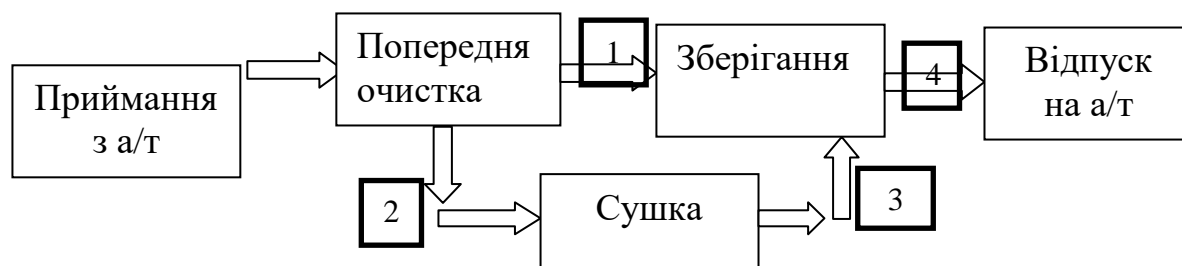 Приймання
з а/т
Попередня
очистка
1
Зберігання
4
Відпуск
на а/т
2
Сушка
3